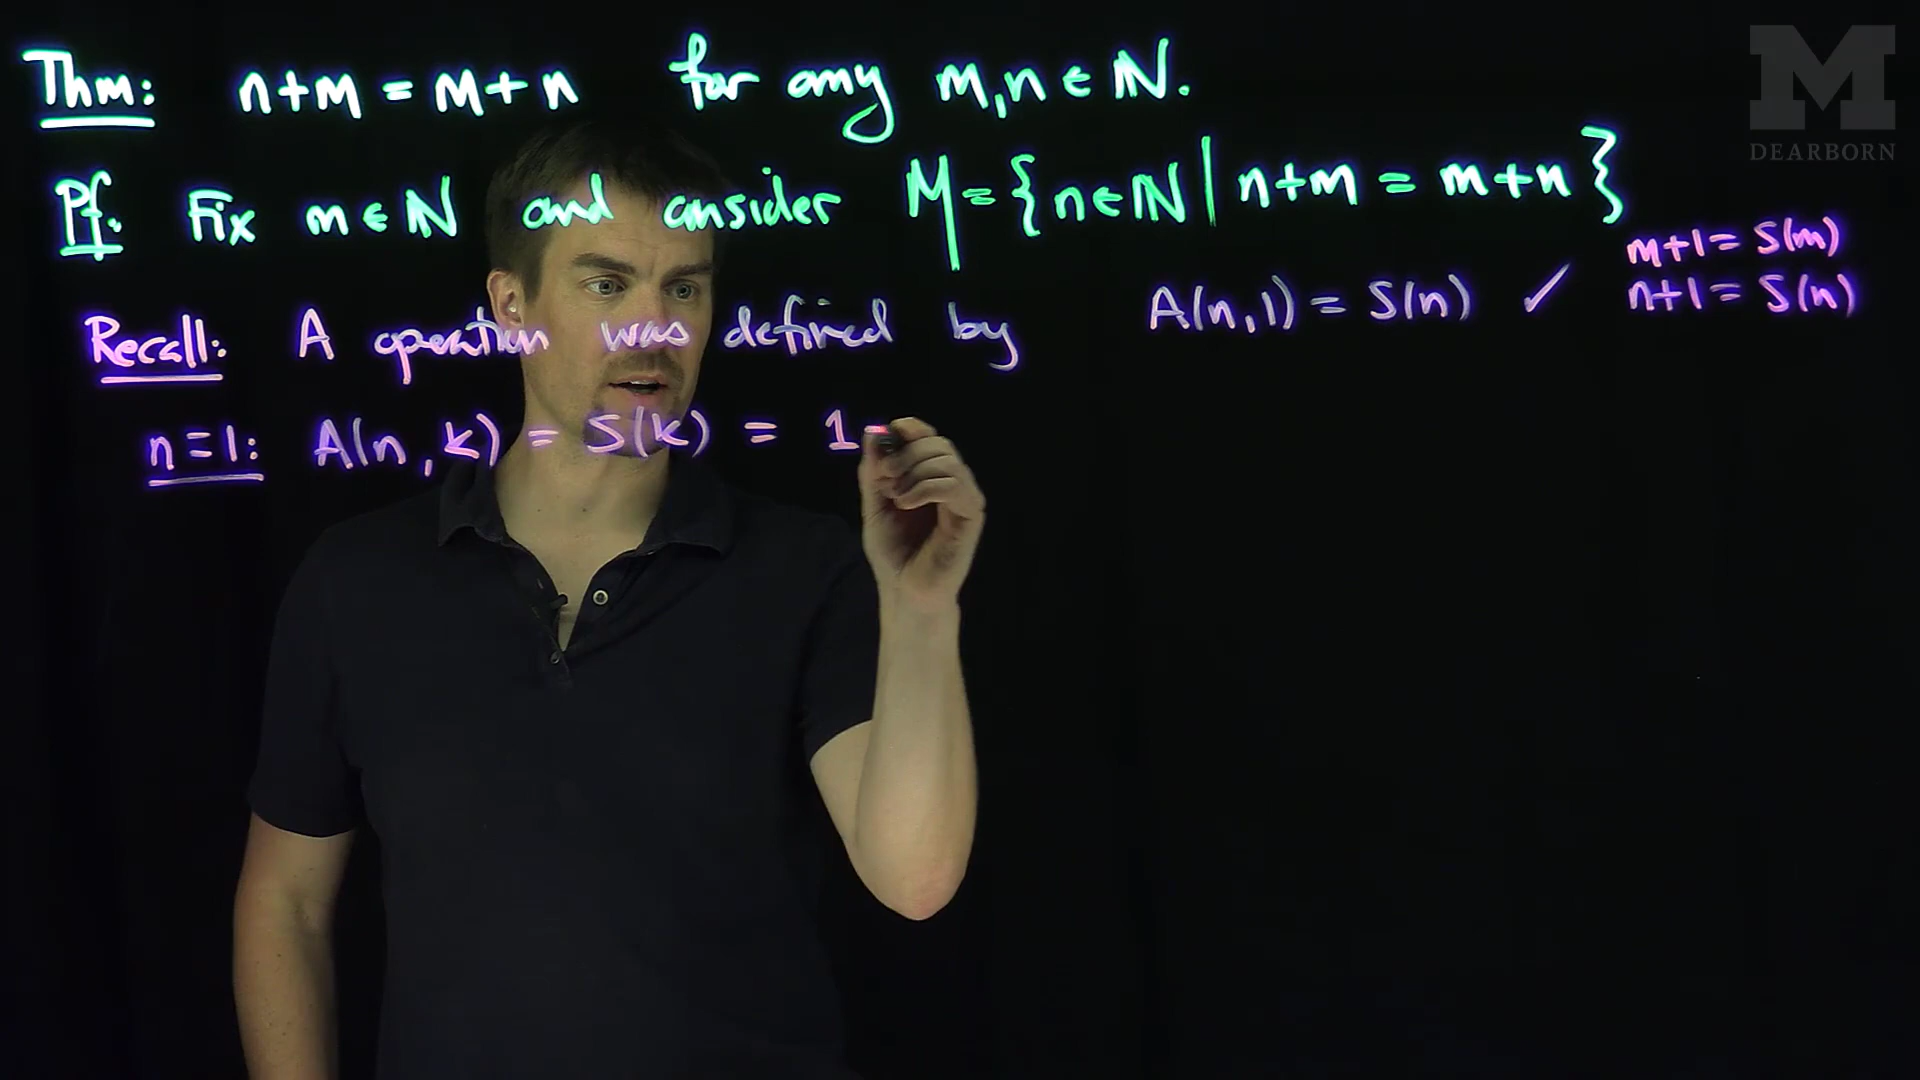 Thm: n+m = m+n for any m,n ∈ ℕ.
M
DEARBORN
Pf: Fix m ∈ ℕ and consider M = {n∈ℕ | n+m = m+n}
m+1 = S(m)
Recall: A operation was defined by A(n,1) = S(n) ✓ n+1 = S(n)
n=1: A(n,k) = S(k) = 1